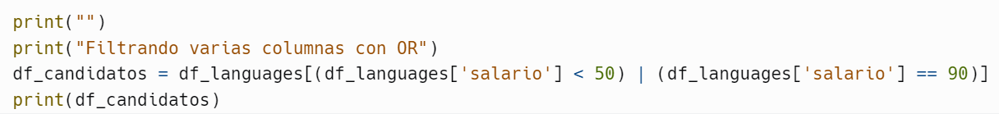 print("")
print("Filtrando varias columnas con OR")
df_candidatos = df_languages[(df_languages['salario'] < 50) | (df_languages['salario'] == 90)]
print(df_candidatos)